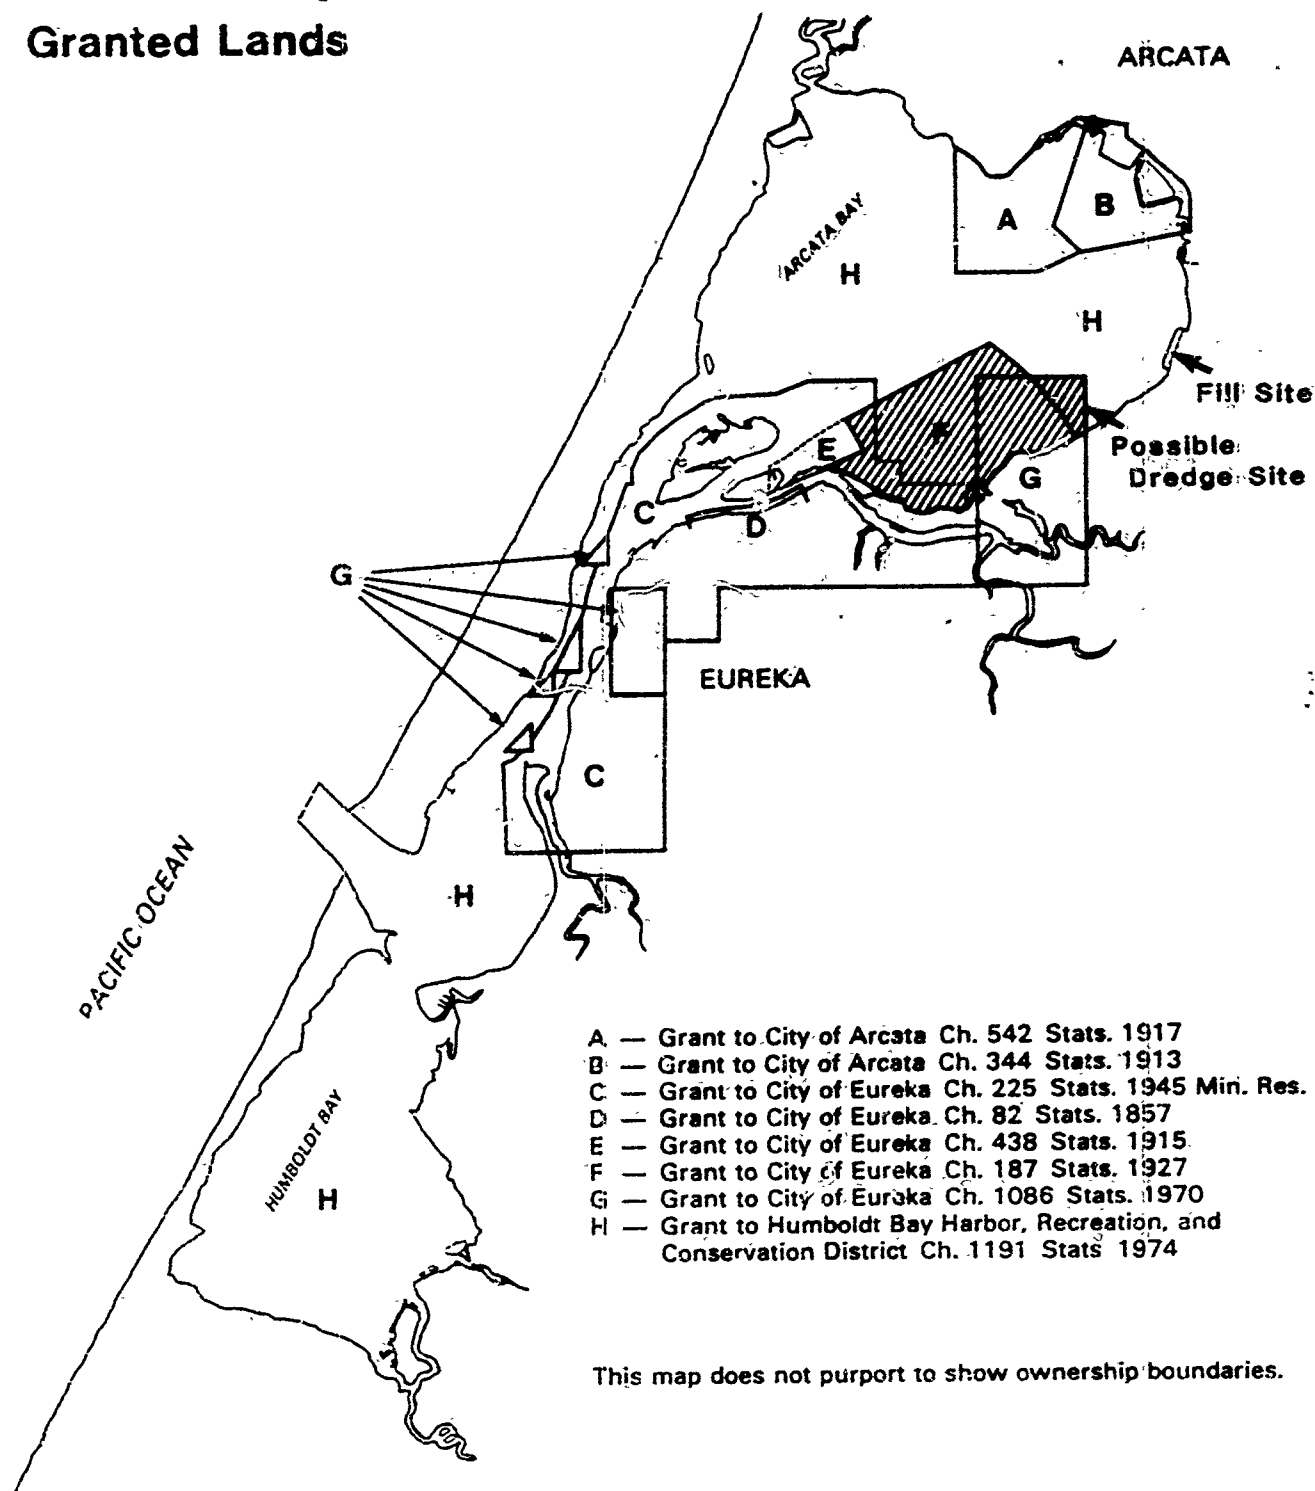 Granted Lands
ARCATA
A
B
ARCATA BAY
H
H
Fill Site
Possible
Dredge Site
E
F
G
C
D
G
EUREKA
C
PACIFIC OCEAN
H
HUMBOLDT BAY
H
A — Grant to City of Arcata Ch. 542 Stats. 1917
B — Grant to City of Arcata Ch. 344 Stats. 1913
C — Grant to City of Eureka Ch. 225 Stats. 1945 Min. Res.
D — Grant to City of Eureka Ch. 82 Stats. 1857
E — Grant to City of Eureka Ch. 438 Stats. 1915
F — Grant to City of Eureka Ch. 187 Stats. 1927
G — Grant to City of Eureka Ch. 1086 Stats. 1970
H — Grant to Humboldt Bay Harbor, Recreation, and
Conservation District Ch. 1191 Stats 1974
This map does not purport to show ownership boundaries.